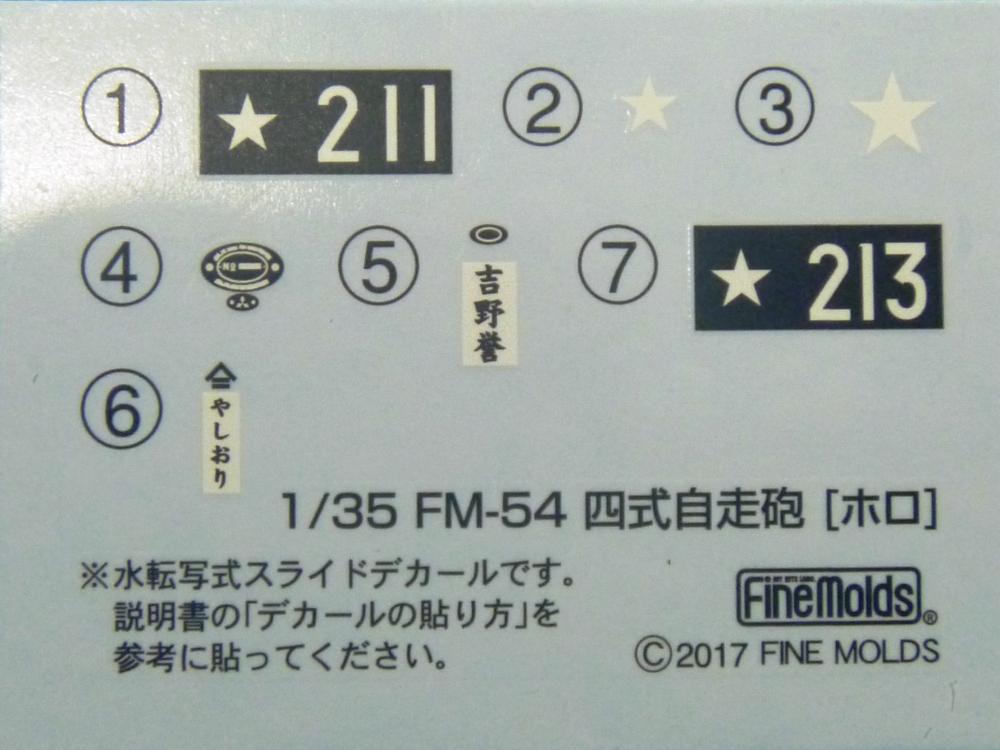 ① ★ 211 ② ③
④ No ⑤ 吉野誉 ⑦ ★ 213
⑥ やしおり
1/35 FM-54 四式自走砲 [ホロ]
※水転写式スライドデカールです。
説明書の「デカールの貼り方」を
参考に貼ってください。
FineMolds®
©2017 FINE MOLDS